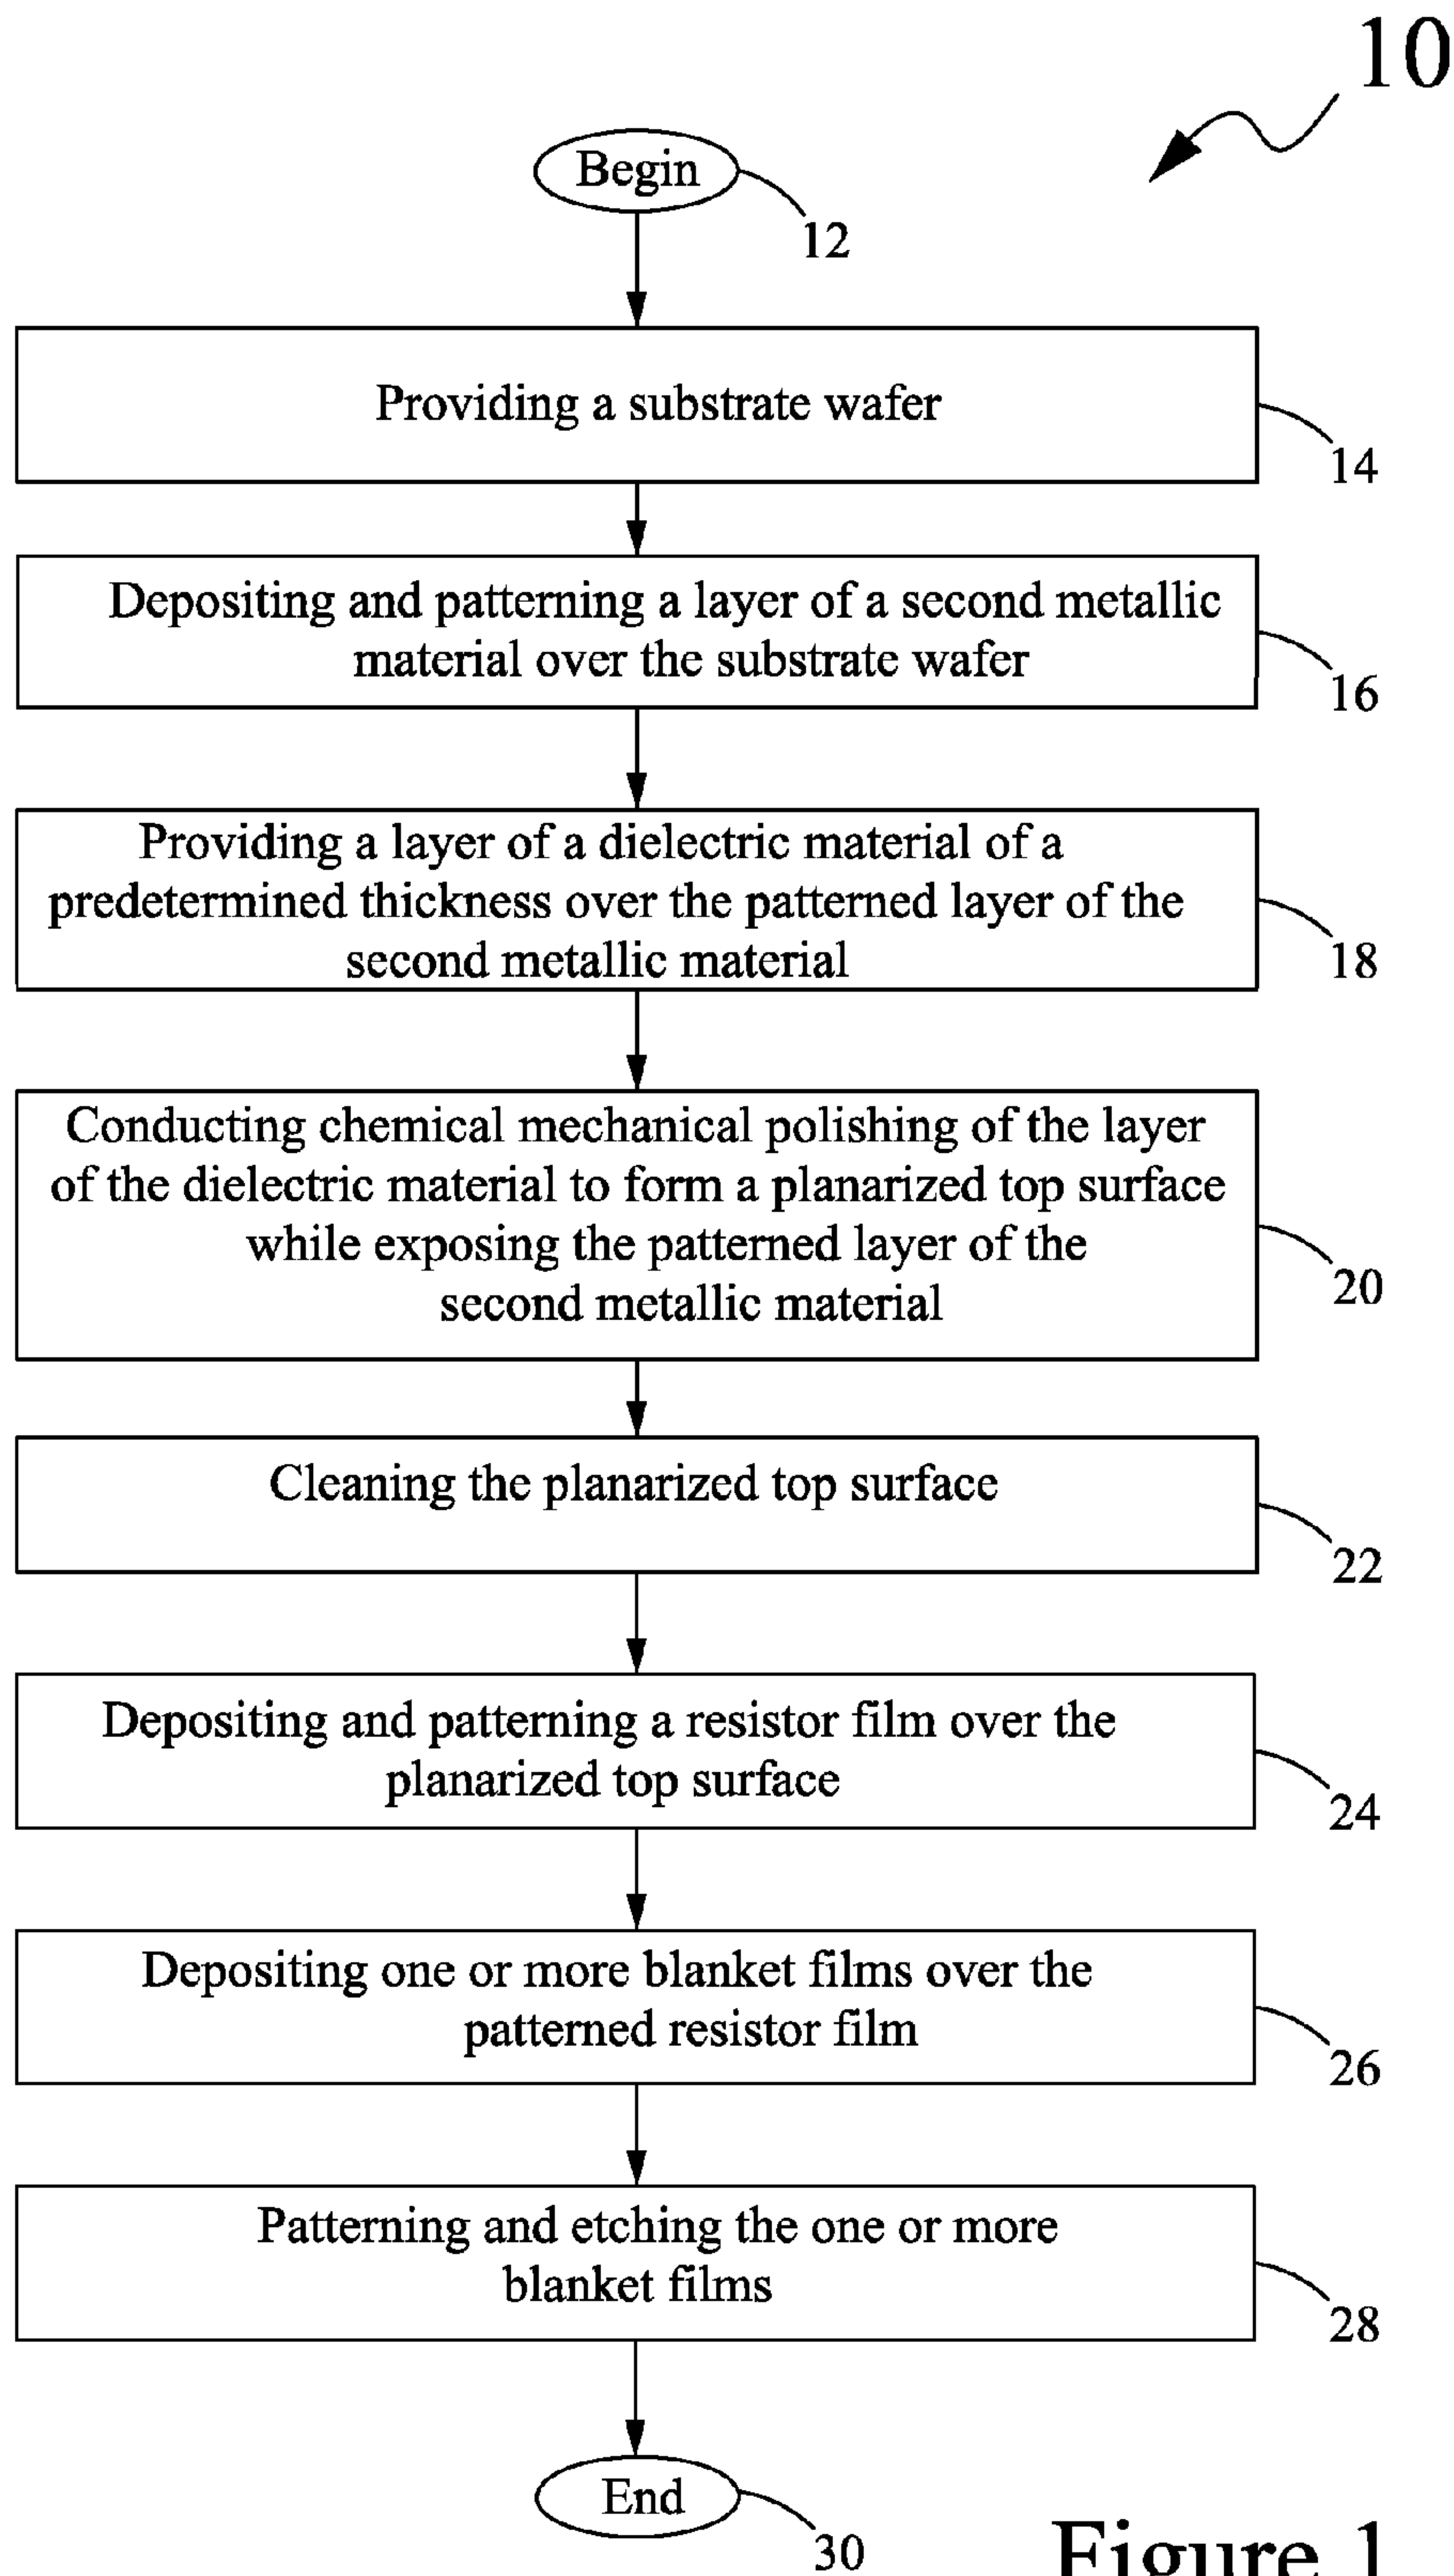 10
Begin
12
Providing a substrate wafer
14
Depositing and patterning a layer of a second metallic
material over the substrate wafer
16
Providing a layer of a dielectric material of a
predetermined thickness over the patterned layer of the
second metallic material
18
Conducting chemical mechanical polishing of the layer
of the dielectric material to form a planarized top surface
while exposing the patterned layer of the
second metallic material
20
Cleaning the planarized top surface
22
Depositing and patterning a resistor film over the
planarized top surface
24
Depositing one or more blanket films over the
patterned resistor film
26
Patterning and etching the one or more
blanket films
28
End
30
Figure 1